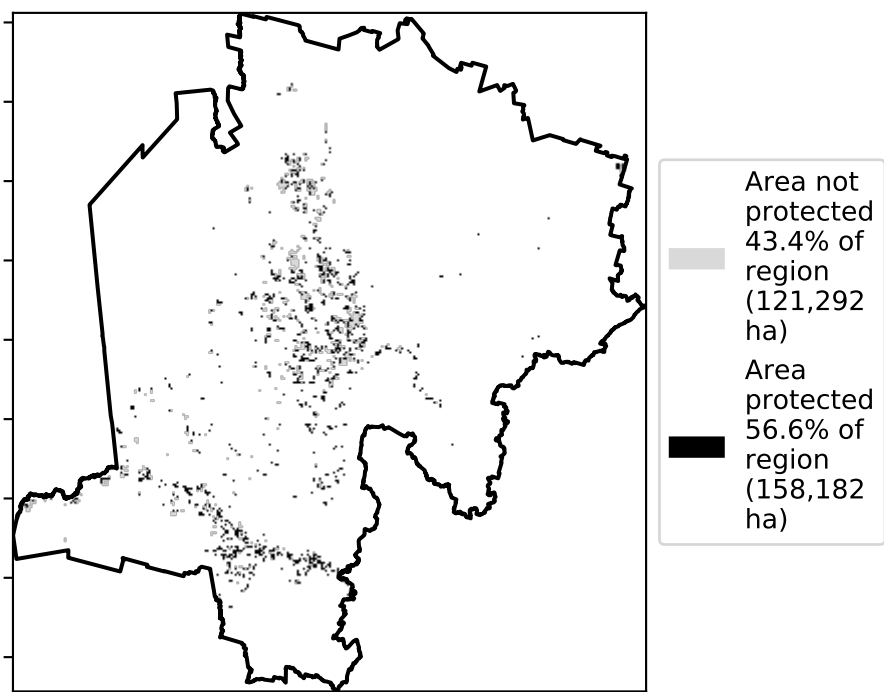 Area not
protected
43.4% of
region
(121,292
ha)
Area
protected
56.6% of
region
(158,182
ha)